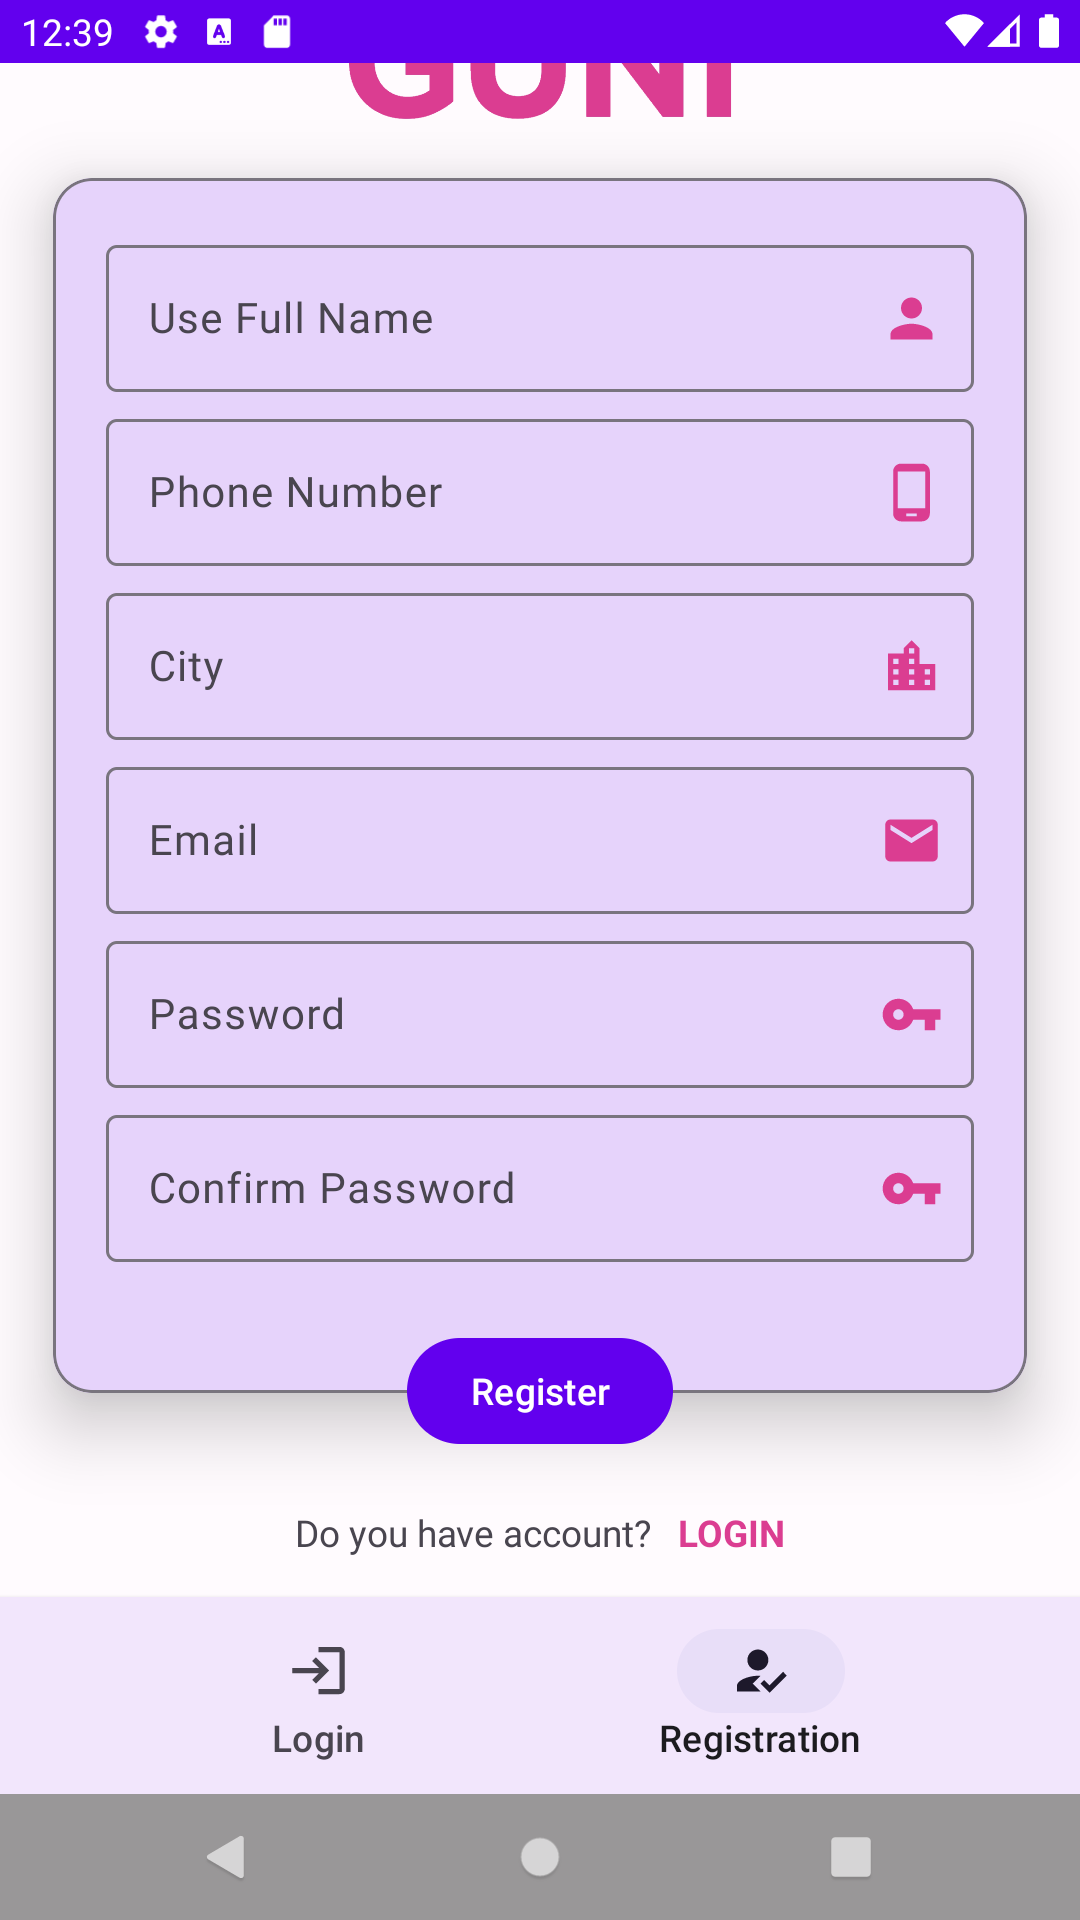 12:39
GUNI
Use Full Name
Phone Number
City
Email
Password
Confirm Password
Register
Do you have account? LOGIN
Login Registration